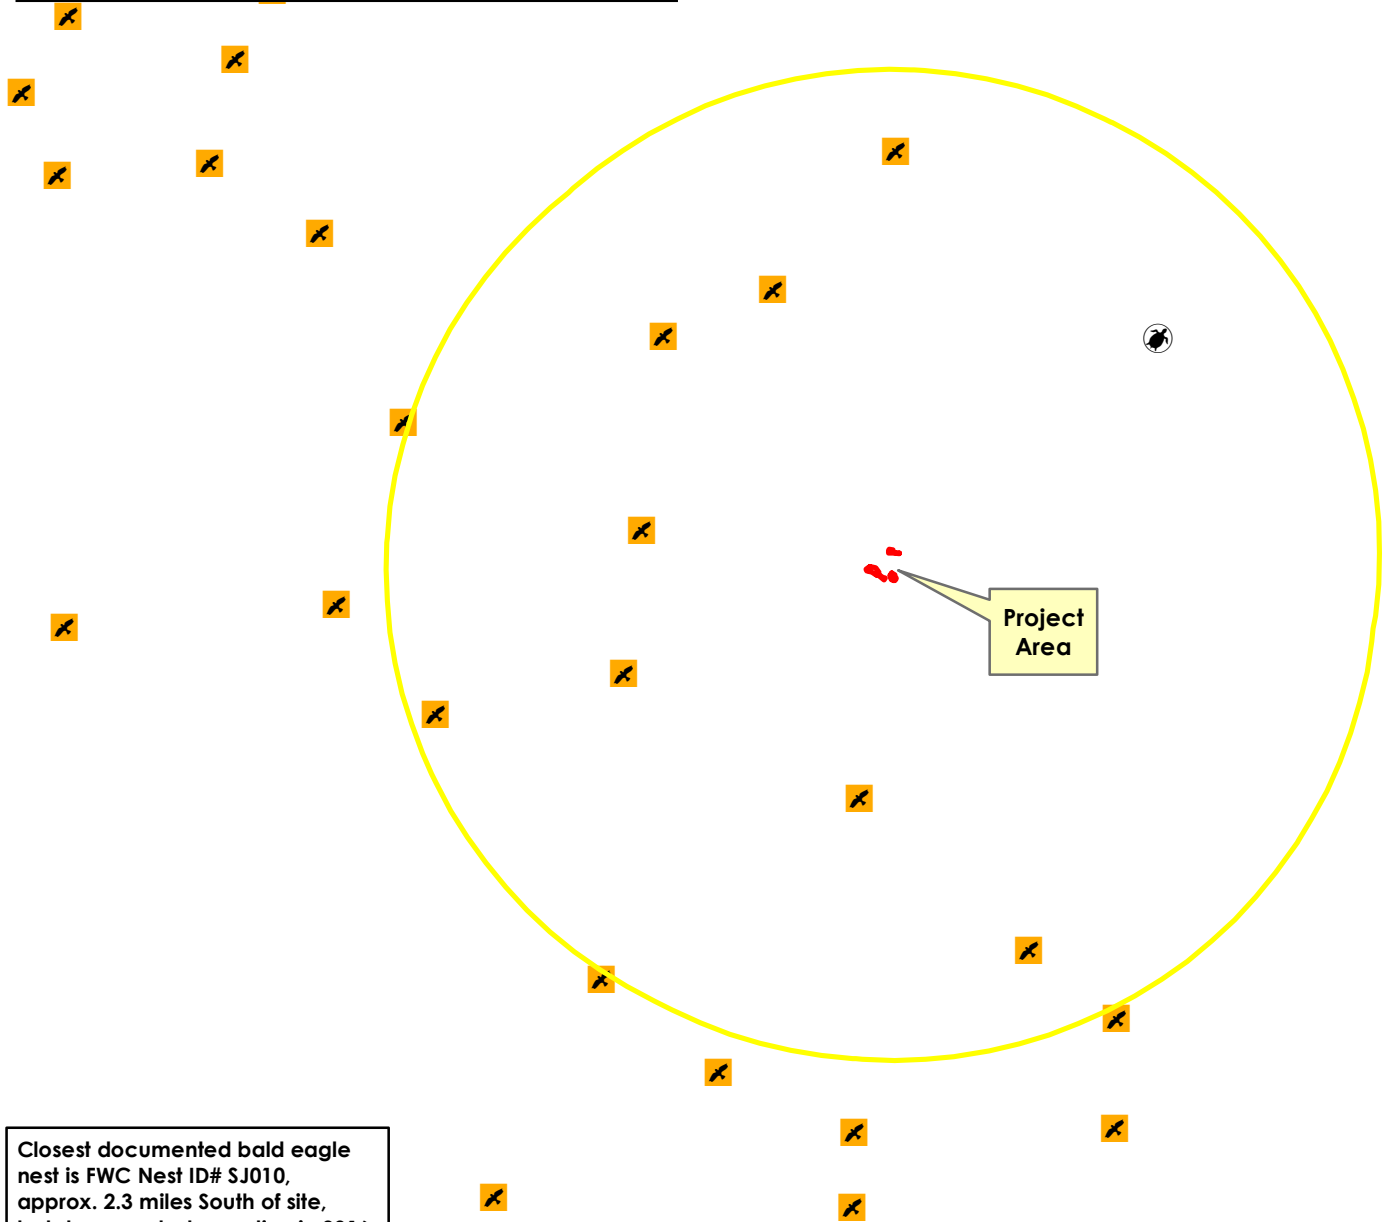 Project
Area
Closest documented bald eagle
nest is FWC Nest ID# SJ010,
approx. 2.3 miles South of site,